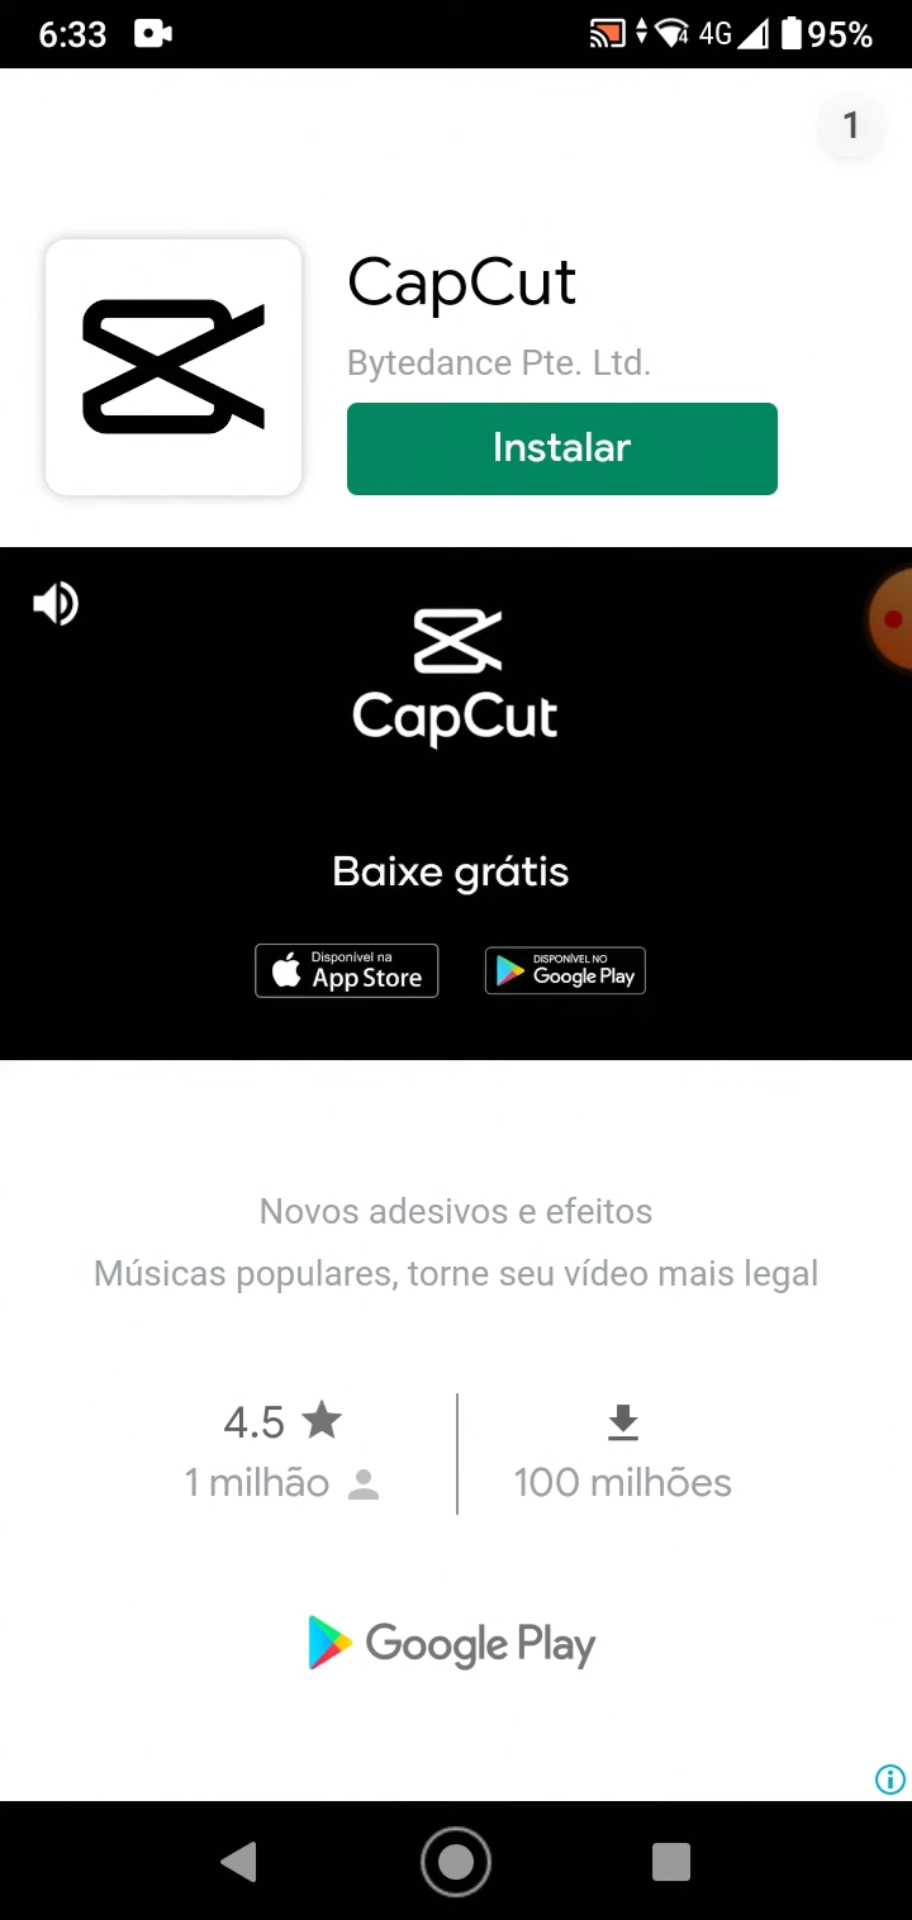 6:33
4G
95%
1
CapCut
Bytedance Pte. Ltd.
Instalar
CapCut
Baixe grátis
Disponível na
App Store
DISPONÍVEL NO
Google Play
Novos adesivos e efeitos
Músicas populares, torne seu vídeo mais legal
4.5
1 milhão
100 milhões
Google Play